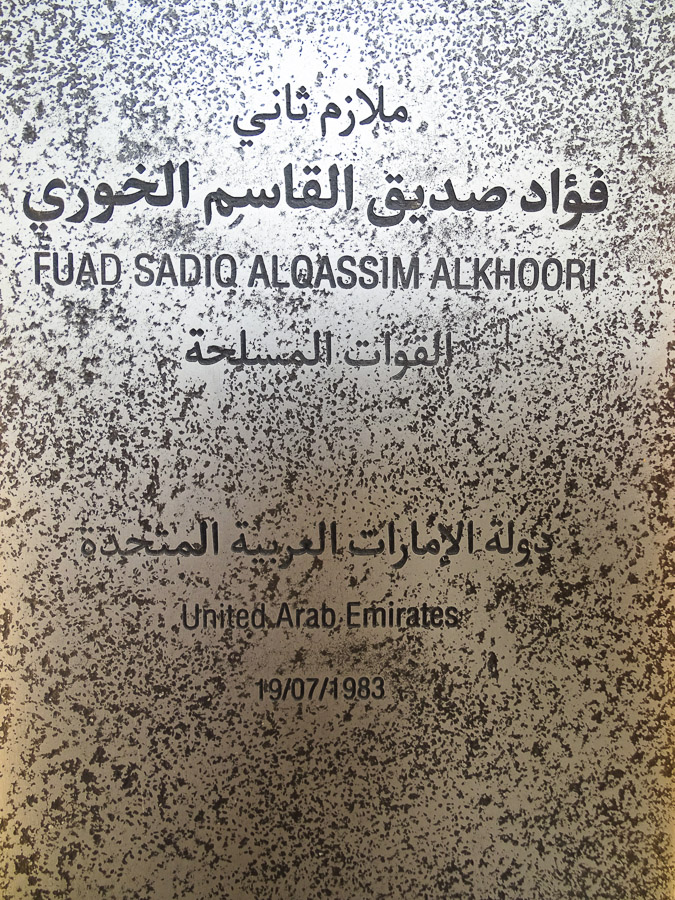 ملازم ثاني
فؤاد صديق القاسم الخوري
FUAD SADIQ ALQASSIM ALKHOORI
القوات المسلحة
دولة الإمارات العربية المتحدة
United Arab Emirates
19/07/1983